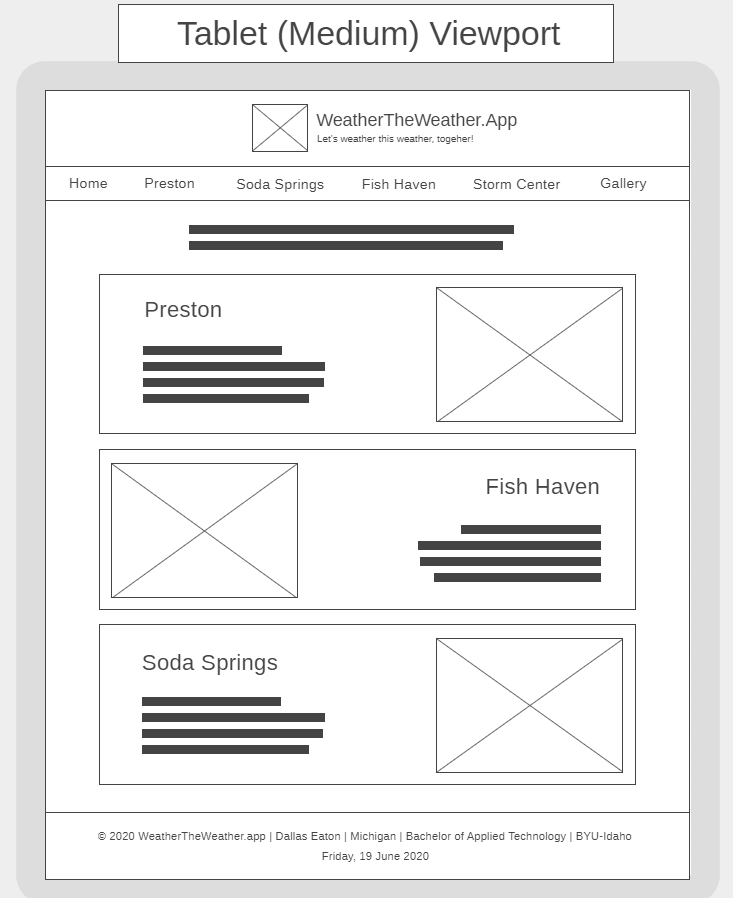 Tablet (Medium) Viewport
WeatherTheWeather.App
Let's weather this weather, togeher!
Home Preston Soda Springs Fish Haven Storm Center Gallery
Preston
Fish Haven
Soda Springs
© 2020 WeatherTheWeather.app | Dallas Eaton | Michigan | Bachelor of Applied Technology | BYU-Idaho
Friday, 19 June 2020